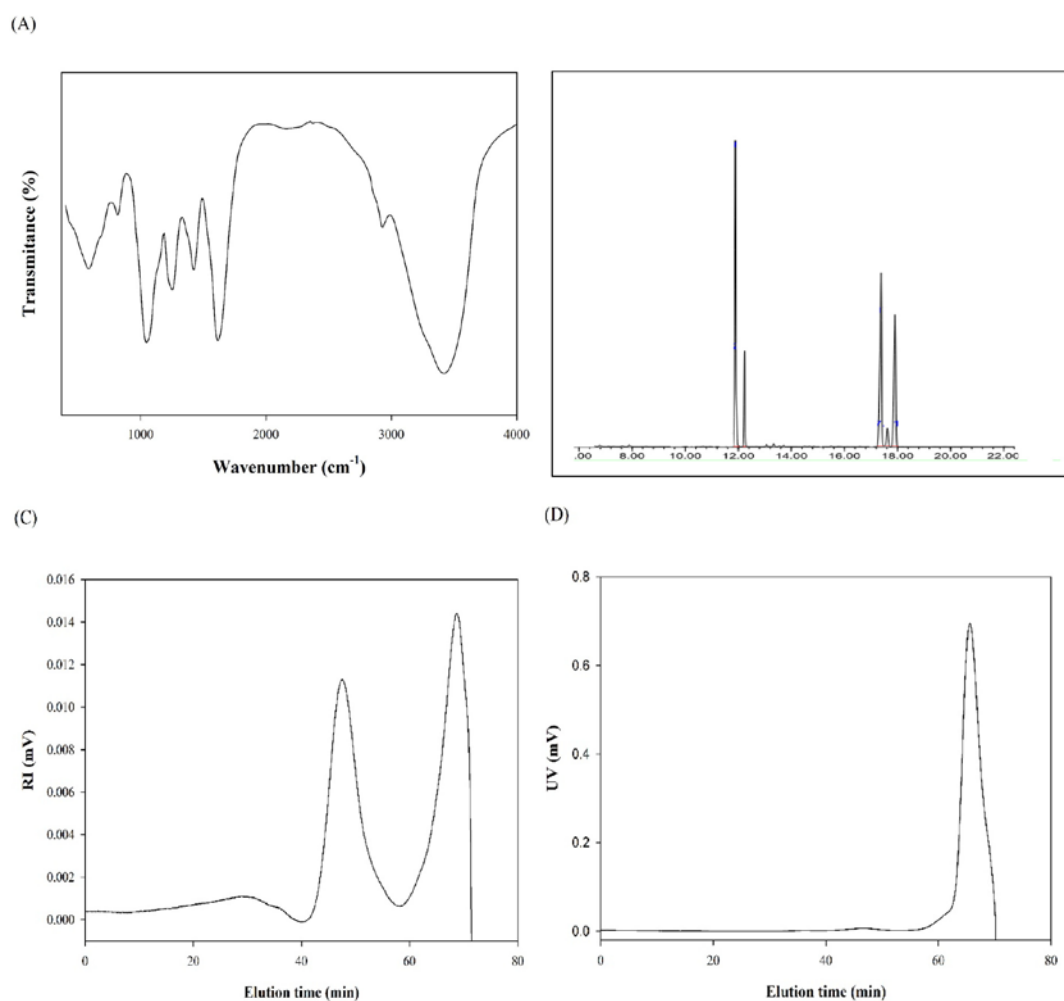 (A)
Transmitance (%)
1000 2000 3000 4000
Wavenumber (cm⁻¹)
.00 8.00 10.00 12.00 14.00 16.00 18.00 20.00 22.00
(C)
RI (mV)
0.016
0.014
0.012
0.010
0.008
0.006
0.004
0.002
0.000
0 20 40 60 80
Elution time (min)
(D)
UV (mV)
0.8
0.6
0.4
0.2
0.0
0 20 40 60 80
Elution time (min)